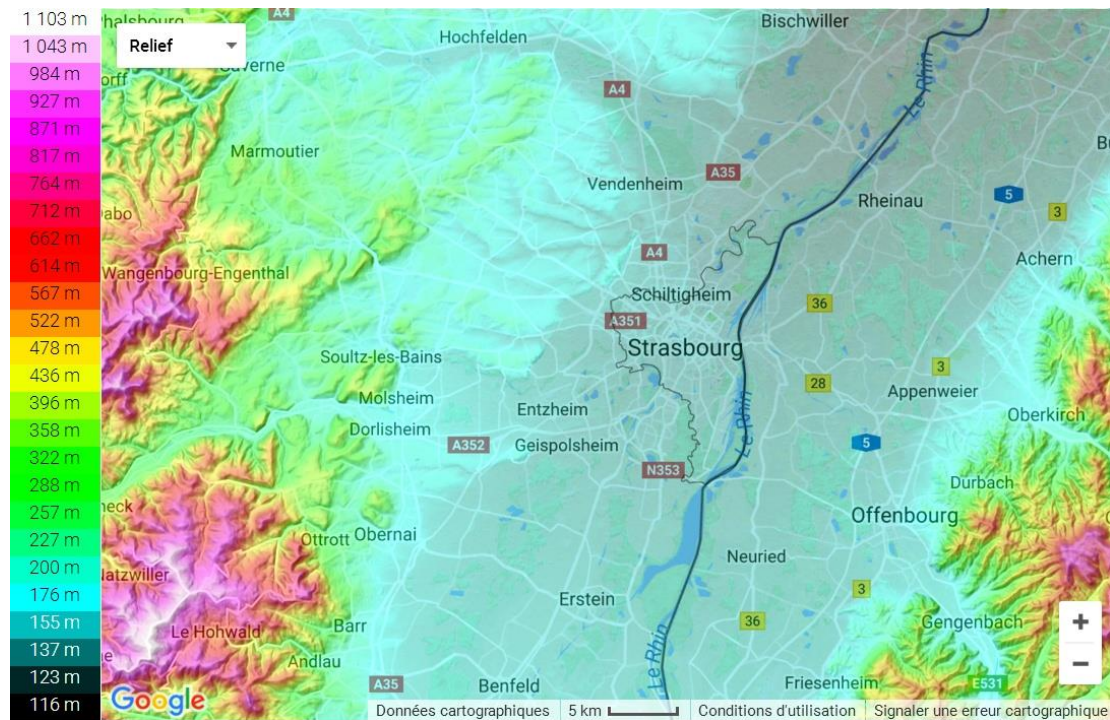 1 103 m
1 043 m
984 m
927 m
871 m
817 m
764 m
712 m
662 m
614 m
567 m
522 m
478 m
436 m
396 m
358 m
322 m
288 m
257 m
227 m
200 m
176 m
155 m
137 m
123 m
116 m
Relief
A4
Bischwiller
Hochfelden
Saverne
A4
Le Rhin
Marmoutier
Vendenheim
A35
Rheinau
5
3
Dabo
A4
Achern
Wangenbourg-Engenthal
Schiltigheim
36
A351
Strasbourg
Soultz-les-Bains
3
28
Appenweier
Molsheim
Entzheim
Le Rhin
Oberkirch
Dorlisheim
A352
Geispolsheim
5
N353
Durbach
Offenbourg
Ottrott
Obernai
Neuried
Natzwiller
3
Erstein
36
Gengenbach
Le Hohwald
Barr
Le Rhin
Andlau
A35
Benfeld
Friesenheim
E531
+
−
Google
Données cartographiques
5 km
Conditions d'utilisation
Signaler une erreur cartographique